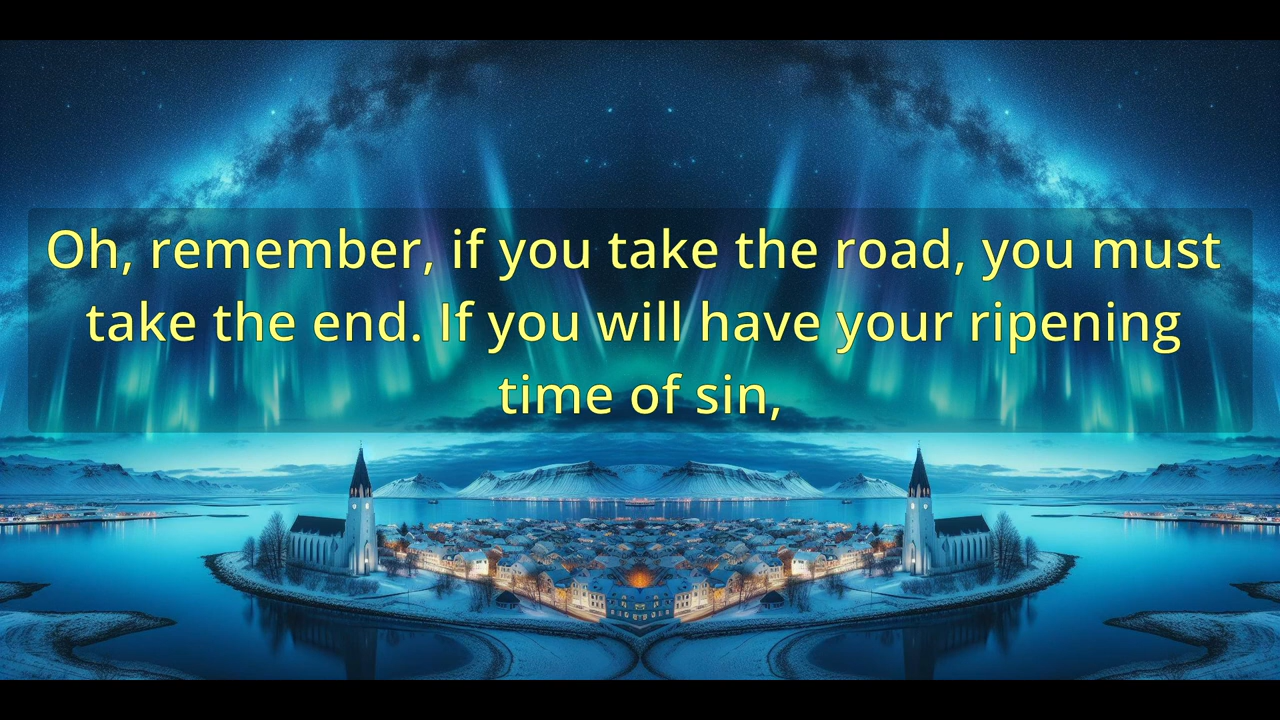 Oh, remember, if you take the road, you must
take the end. If you will have your ripening
time of sin,